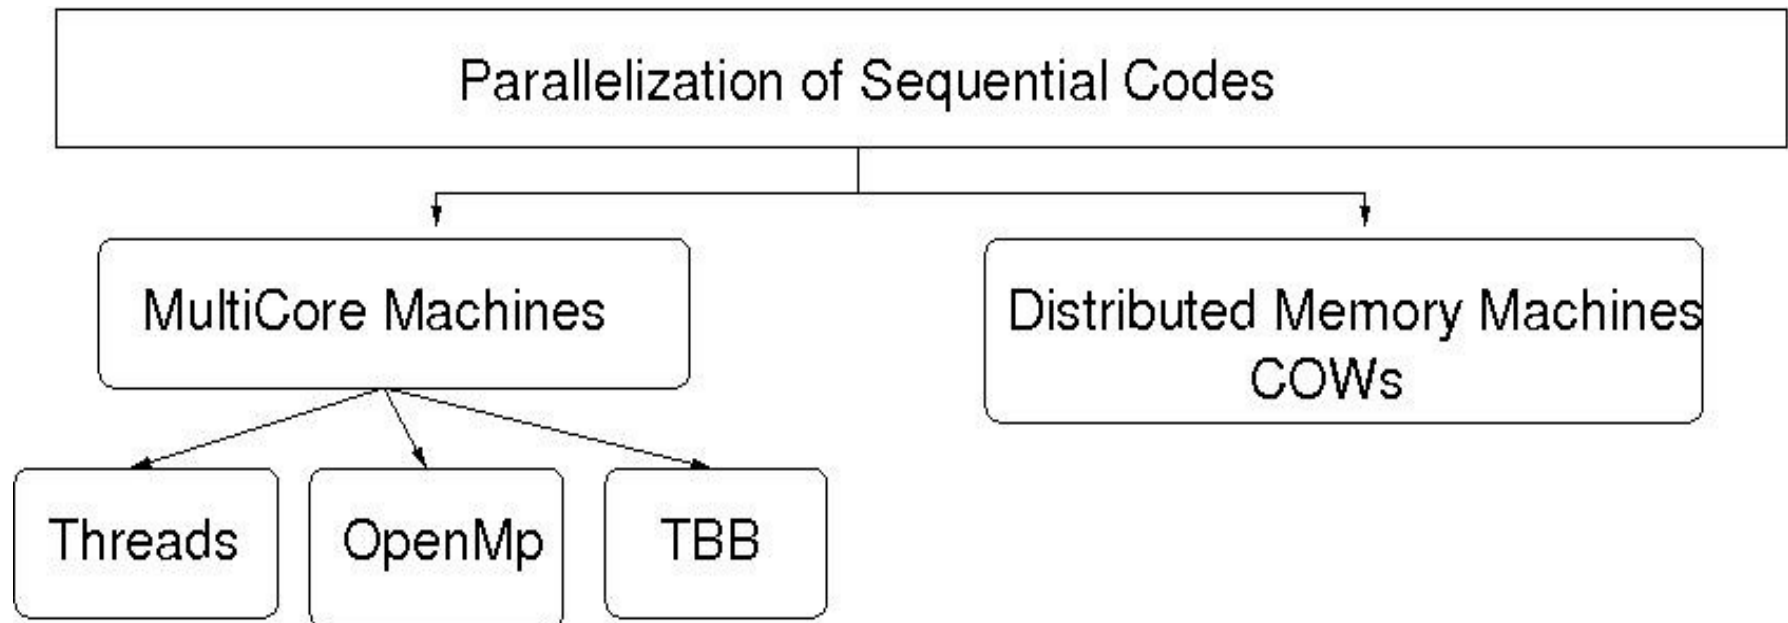 Parallelization of Sequential Codes
MultiCore Machines
Distributed Memory Machines
COWs
Threads
OpenMp
TBB